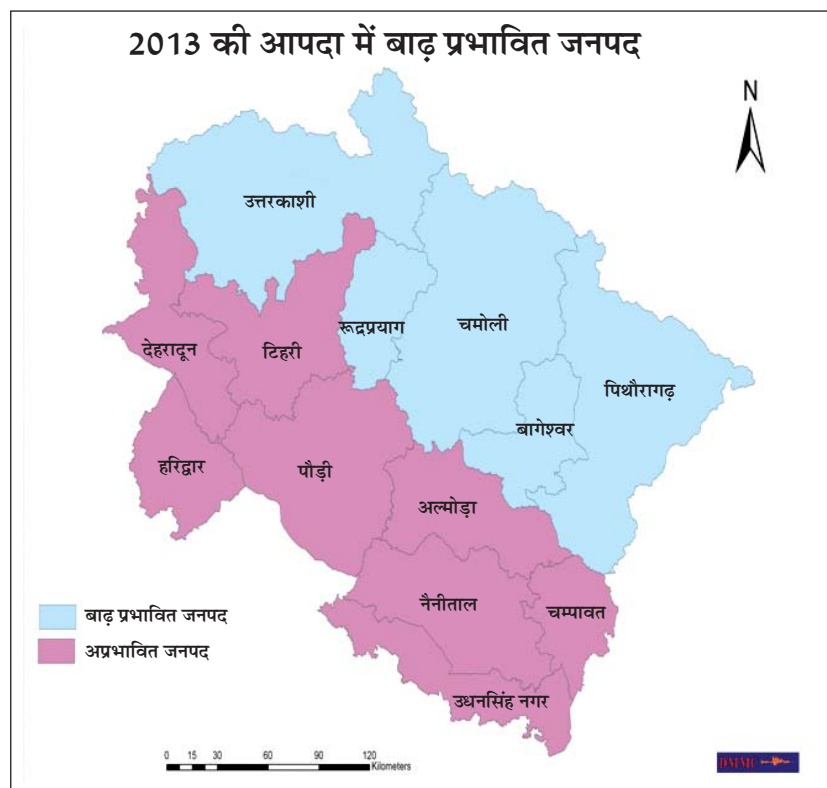 2013 की आपदा में बाढ़ प्रभावित जनपद
N
उत्तरकाशी
रूद्रप्रयाग
चमोली
देहरादून
टिहरी
पिथौरागढ़
बागेश्वर
हरिद्वार
पौड़ी
अल्मोड़ा
नैनीताल
चम्पावत
बाढ़ प्रभावित जनपद
अप्रभावित जनपद
उधनसिंह नगर
0 15 30 60 90 120
Kilometers
DMMC